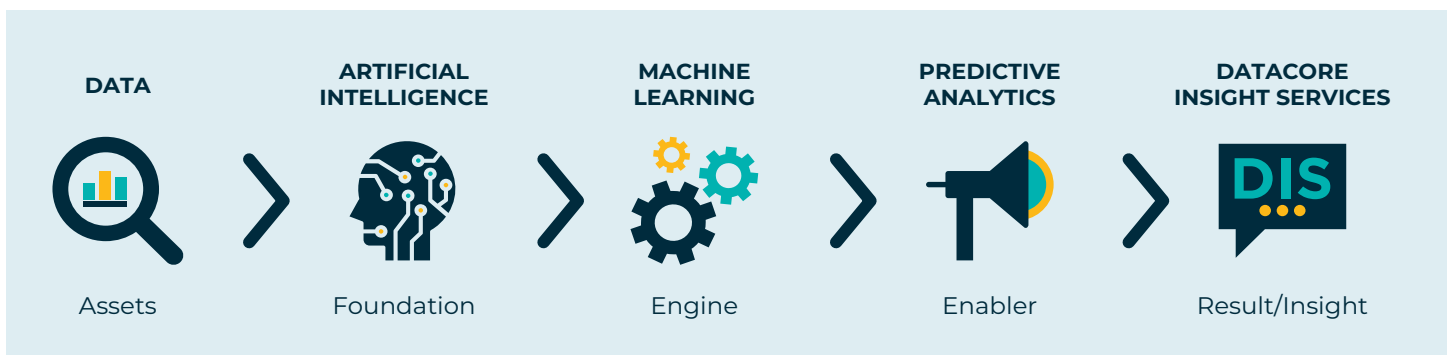 DATA
ARTIFICIAL
INTELLIGENCE
MACHINE
LEARNING
PREDICTIVE
ANALYTICS
DATACORE
INSIGHT SERVICES
DIS
Assets
Foundation
Engine
Enabler
Result/Insight